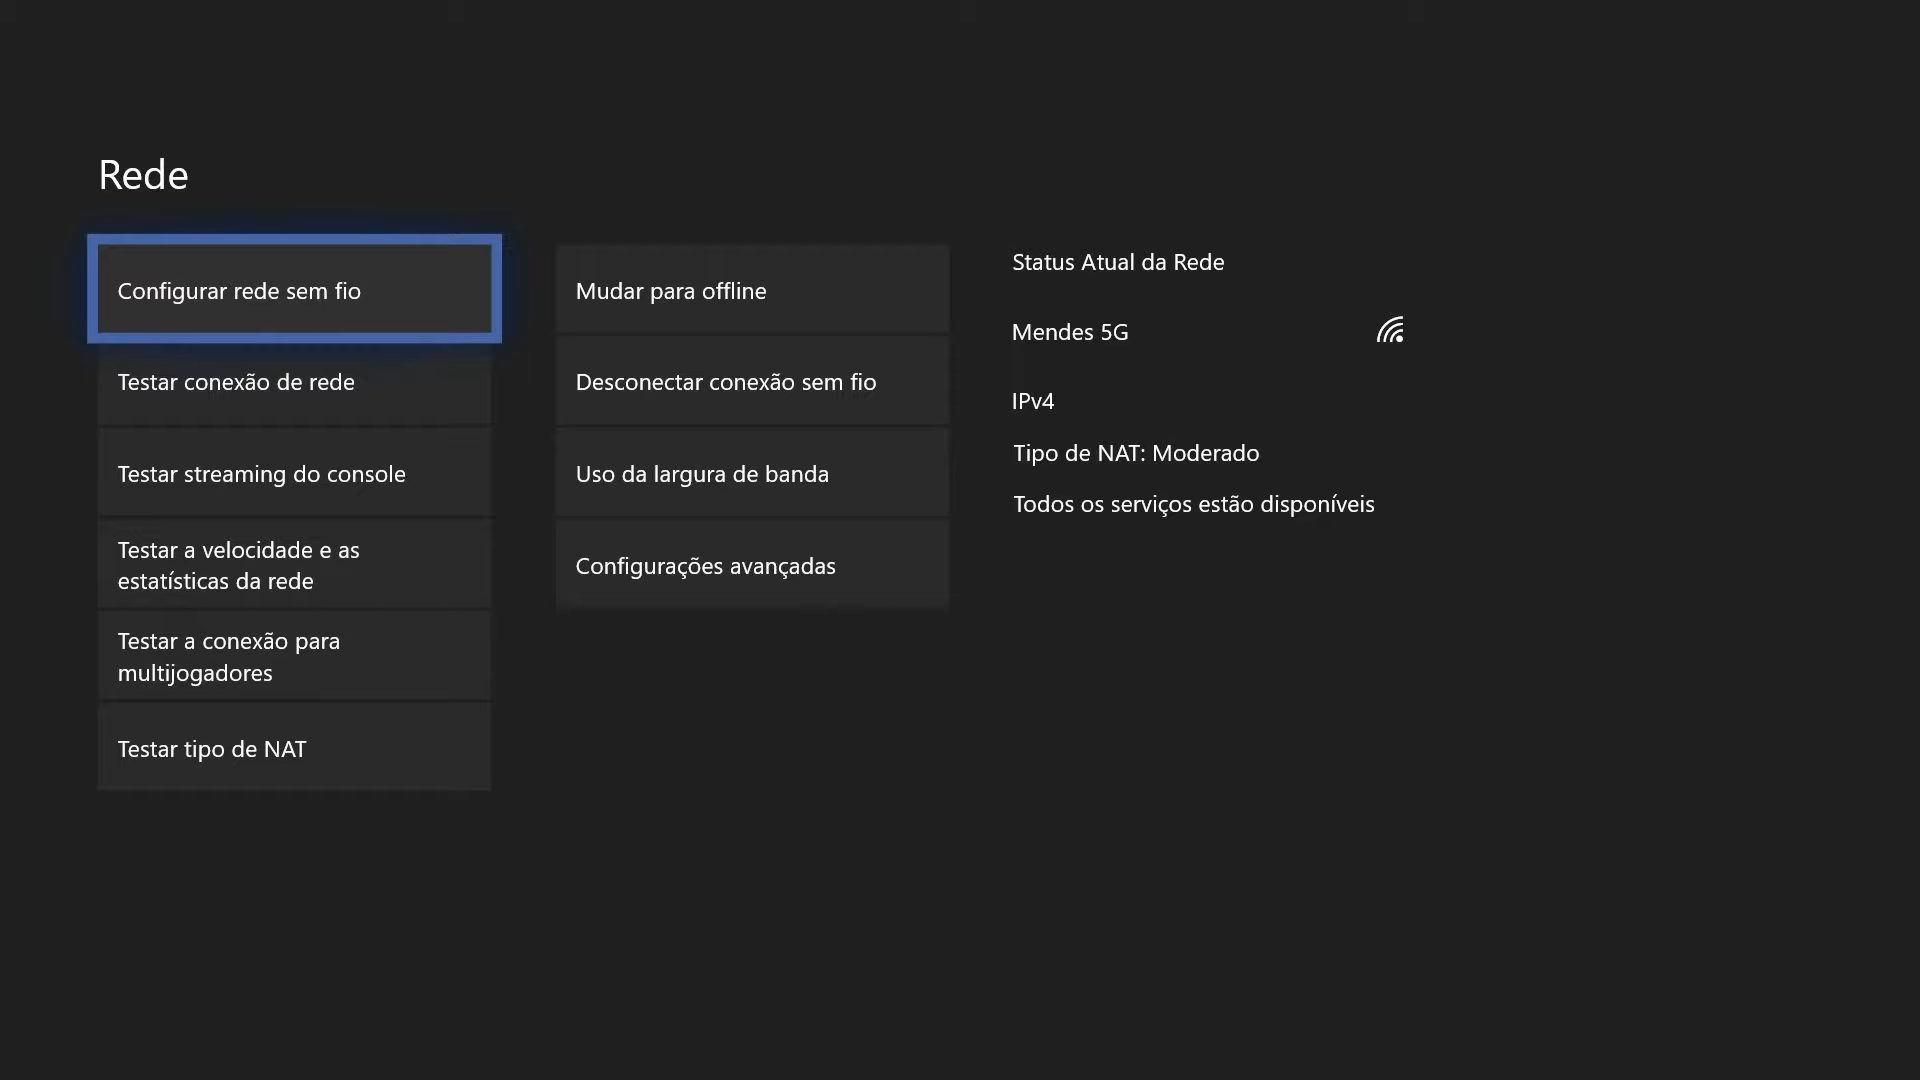 Rede
Configurar rede sem fio
Testar conexão de rede
Testar streaming do console
Testar a velocidade e as
estatísticas da rede
Testar a conexão para
multijogadores
Testar tipo de NAT
Mudar para offline
Desconectar conexão sem fio
Uso da largura de banda
Configurações avançadas
Status Atual da Rede
Mendes 5G
IPv4
Tipo de NAT: Moderado
Todos os serviços estão disponíveis